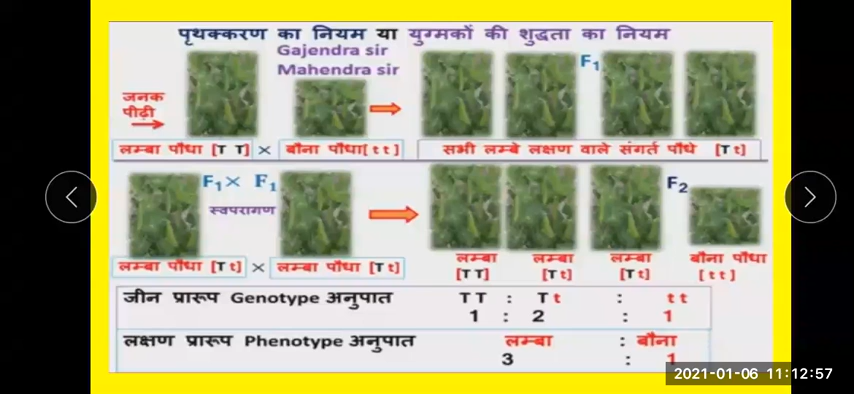 पृथक्करण का नियम या युग्मकों की शुद्धता का नियम
Gajendra sir
Mahendra sir
F1
जनक
पीढ़ी
लम्बा पौधा [T T] × बौना पौधा[ t t ]
सभी लम्बे लक्षण वाले संगर्त पौधे [T t]
F1 × F1
स्वपरागण
F2
लम्बा पौधा [T t] × लम्बा पौधा [T t]
लम्बा लम्बा लम्बा बौना पौधा
[T T] [T t] [T t] [ t t ]
जीन प्रारूप Genotype अनुपात T T : T t : t t
1 : 2 : 1
लक्षण प्रारूप Phenotype अनुपात लम्बा : बौना
3 : 1
2021-01-06 11:12:57